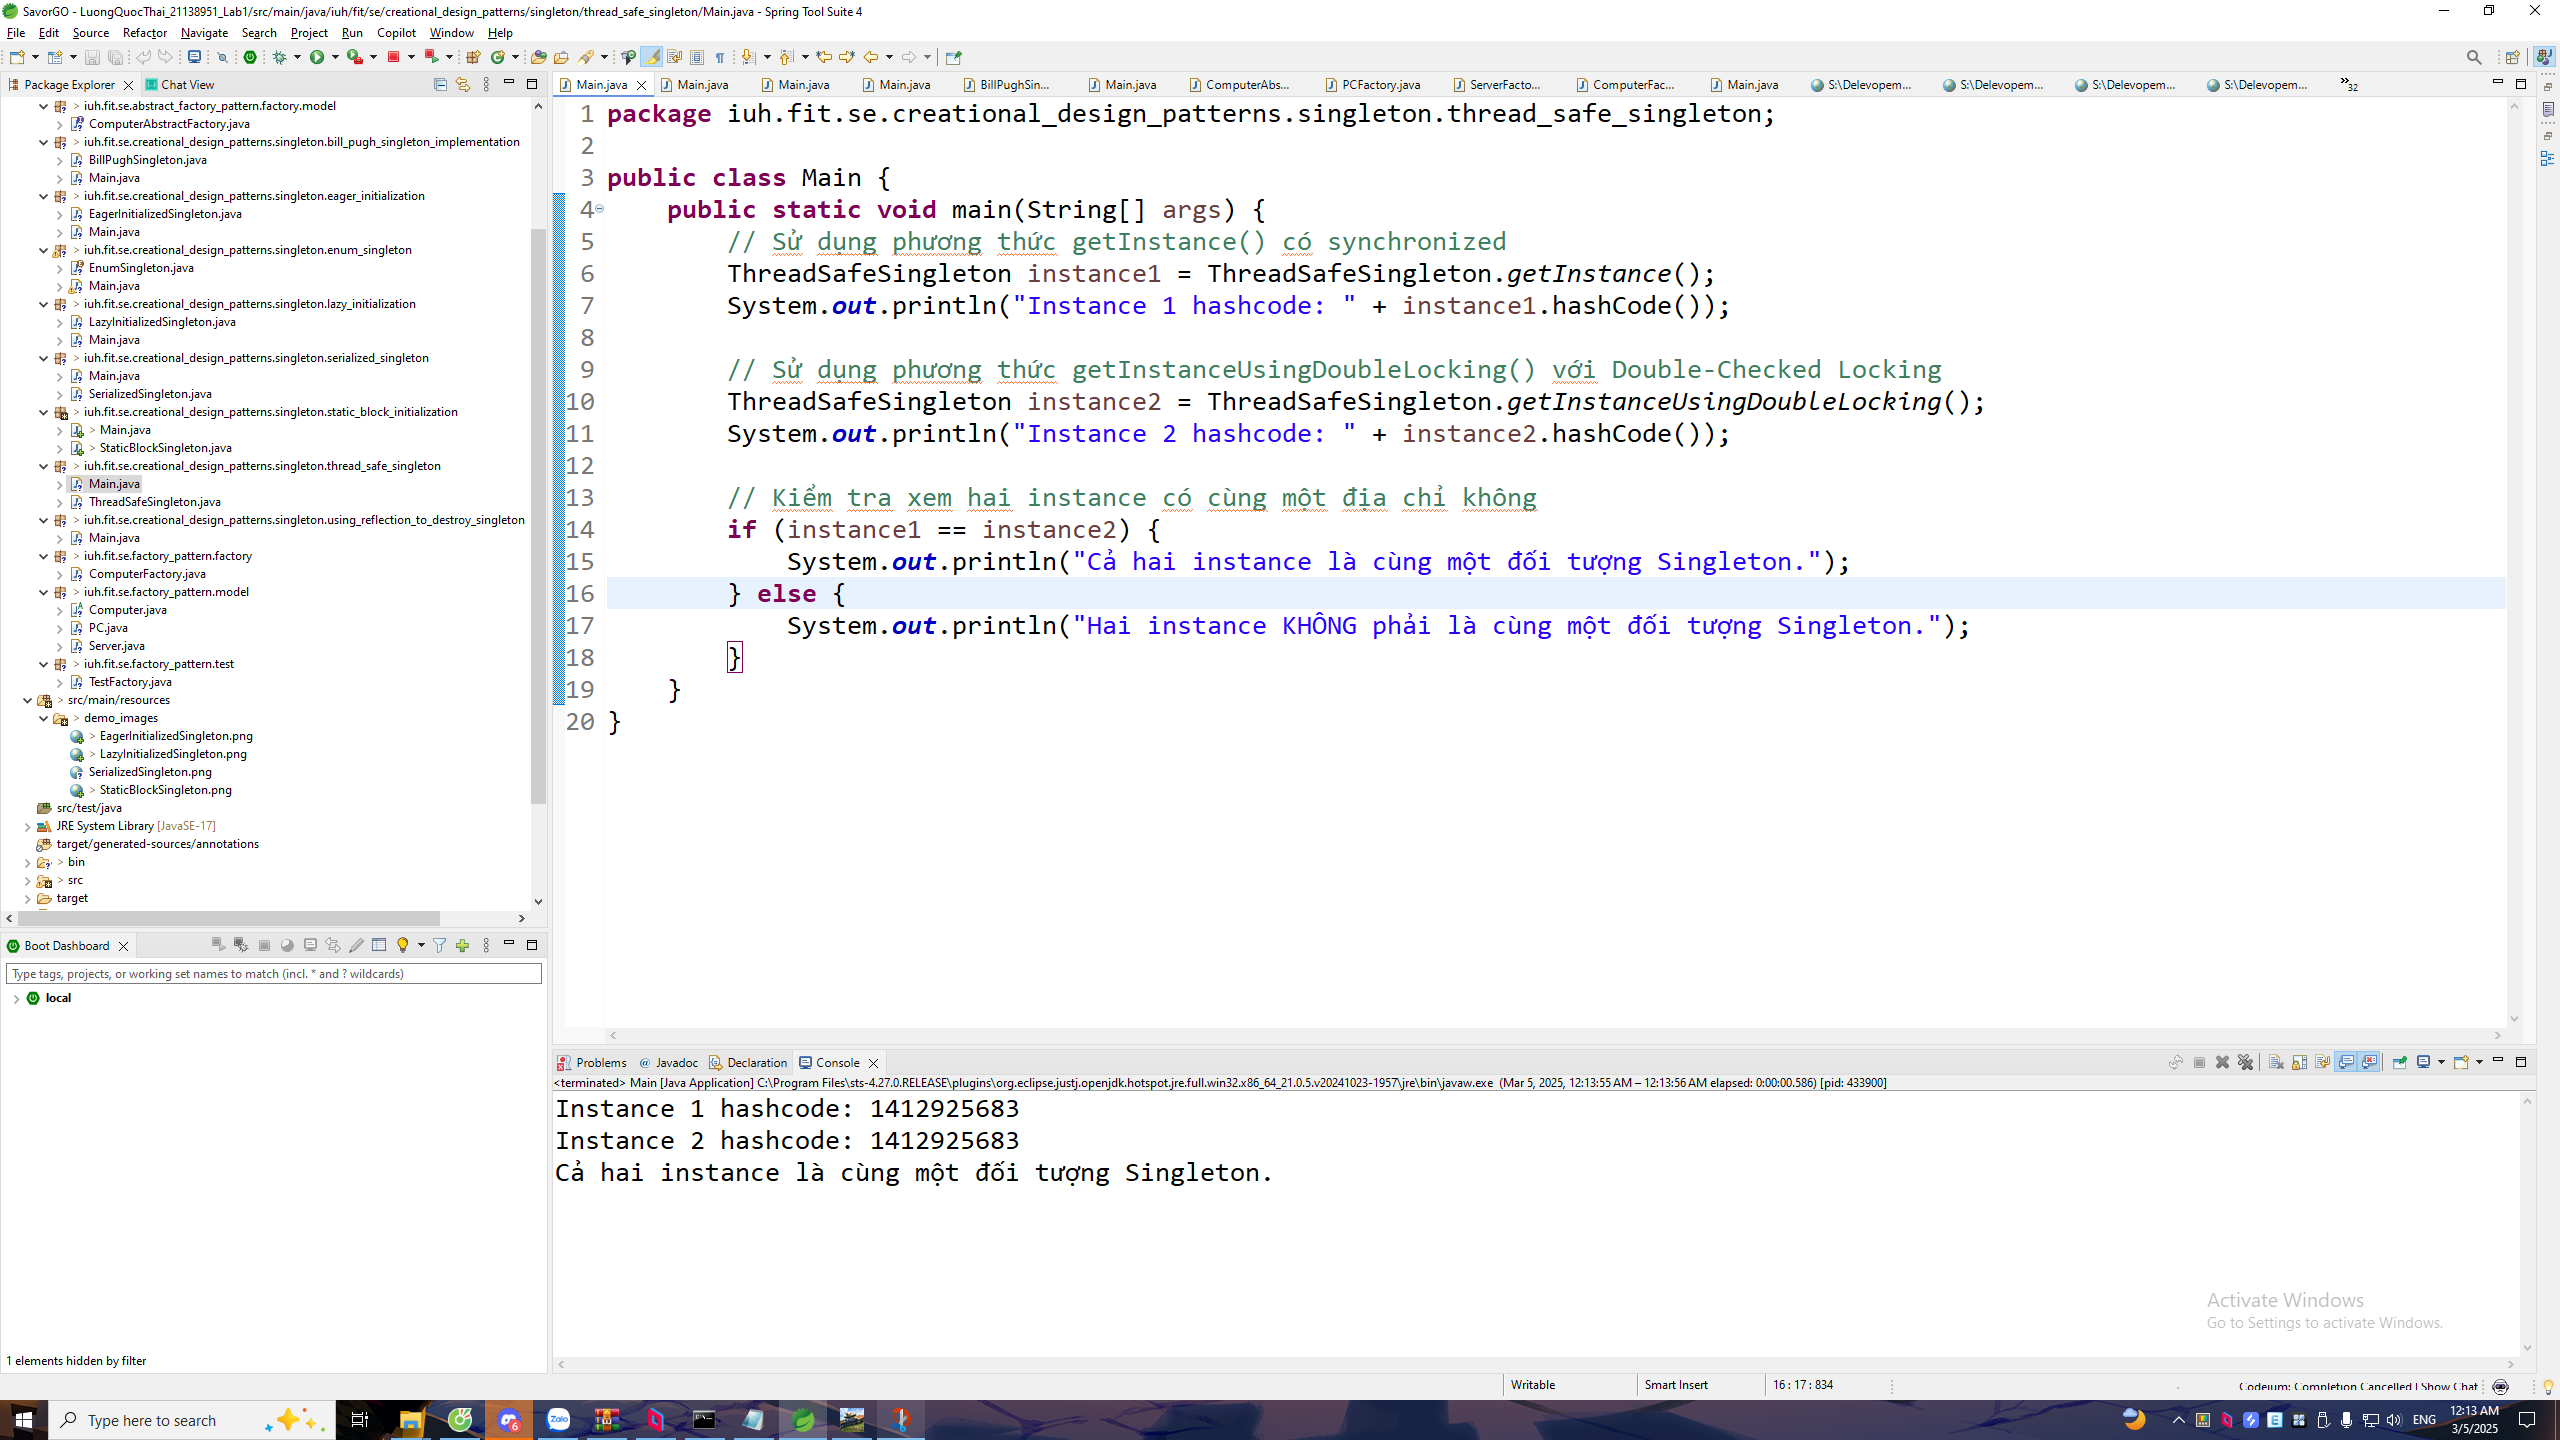 SavorGO - LuongQuocThai_21138951_Lab1/src/main/java/iuh/fit/se/creational_design_patterns/singleton/thread_safe_singleton/Main.java - Spring Tool Suite 4
File Edit Source Refactor Navigate Search Project Run Copilot Window Help
Package Explorer Chat View
> iuh.fit.se.abstract_factory_pattern.factory.model
ComputerAbstractFactory.java
> iuh.fit.se.creational_design_patterns.singleton.bill_pugh_singleton_implementation
BillPughSingleton.java
Main.java
> iuh.fit.se.creational_design_patterns.singleton.eager_initialization
EagerInitializedSingleton.java
Main.java
> iuh.fit.se.creational_design_patterns.singleton.enum_singleton
EnumSingleton.java
Main.java
> iuh.fit.se.creational_design_patterns.singleton.lazy_initialization
LazyInitializedSingleton.java
Main.java
> iuh.fit.se.creational_design_patterns.singleton.serialized_singleton
Main.java
SerializedSingleton.java
> iuh.fit.se.creational_design_patterns.singleton.static_block_initialization
> Main.java
> StaticBlockSingleton.java
> iuh.fit.se.creational_design_patterns.singleton.thread_safe_singleton
Main.java
ThreadSafeSingleton.java
> iuh.fit.se.creational_design_patterns.singleton.using_reflection_to_destroy_singleton
Main.java
> iuh.fit.se.factory_pattern.factory
ComputerFactory.java
> iuh.fit.se.factory_pattern.model
Computer.java
PC.java
Server.java
> iuh.fit.se.factory_pattern.test
TestFactory.java
> src/main/resources
> demo_images
> EagerInitializedSingleton.png
> LazyInitializedSingleton.png
SerializedSingleton.png
> StaticBlockSingleton.png
src/test/java
JRE System Library [JavaSE-17]
target/generated-sources/annotations
> bin
> src
target
Boot Dashboard
Type tags, projects, or working set names to match (incl. * and ? wildcards)
local
1 elements hidden by filter
Main.java Main.java Main.java Main.java BillPughSin... Main.java ComputerAbs... PCFactory.java ServerFacto... ComputerFac... Main.java S:\Delevopem... S:\Delevopem... S:\Delevopem... S:\Delevopem... »32
1 package iuh.fit.se.creational_design_patterns.singleton.thread_safe_singleton;
2
3 public class Main {
4 public static void main(String[] args) {
5 // Sử dụng phương thức getInstance() có synchronized
6 ThreadSafeSingleton instance1 = ThreadSafeSingleton.getInstance();
7 System.out.println("Instance 1 hashcode: " + instance1.hashCode());
8
9 // Sử dụng phương thức getInstanceUsingDoubleLocking() với Double-Checked Locking
10 ThreadSafeSingleton instance2 = ThreadSafeSingleton.getInstanceUsingDoubleLocking();
11 System.out.println("Instance 2 hashcode: " + instance2.hashCode());
12
13 // Kiểm tra xem hai instance có cùng một địa chỉ không
14 if (instance1 == instance2) {
15 System.out.println("Cả hai instance là cùng một đối tượng Singleton.");
16 } else {
17 System.out.println("Hai instance KHÔNG phải là cùng một đối tượng Singleton.");
18 }
19 }
20 }
Problems Javadoc Declaration Console
<terminated> Main [Java Application] C:\Program Files\sts-4.27.0.RELEASE\plugins\org.eclipse.justj.openjdk.hotspot.jre.full.win32.x86_64_21.0.5.v20241023-1957\jre\bin\javaw.exe (Mar 5, 2025, 12:13:55 AM – 12:13:56 AM elapsed: 0:00:00.586) [pid: 433900]
Instance 1 hashcode: 1412925683
Instance 2 hashcode: 1412925683
Cả hai instance là cùng một đối tượng Singleton.
Activate Windows
Go to Settings to activate Windows.
Writable Smart Insert 16 : 17 : 834 Codeium: Completion Cancelled | Show Chat
Type here to search
Zalo
6
ENG
12:13 AM
3/5/2025